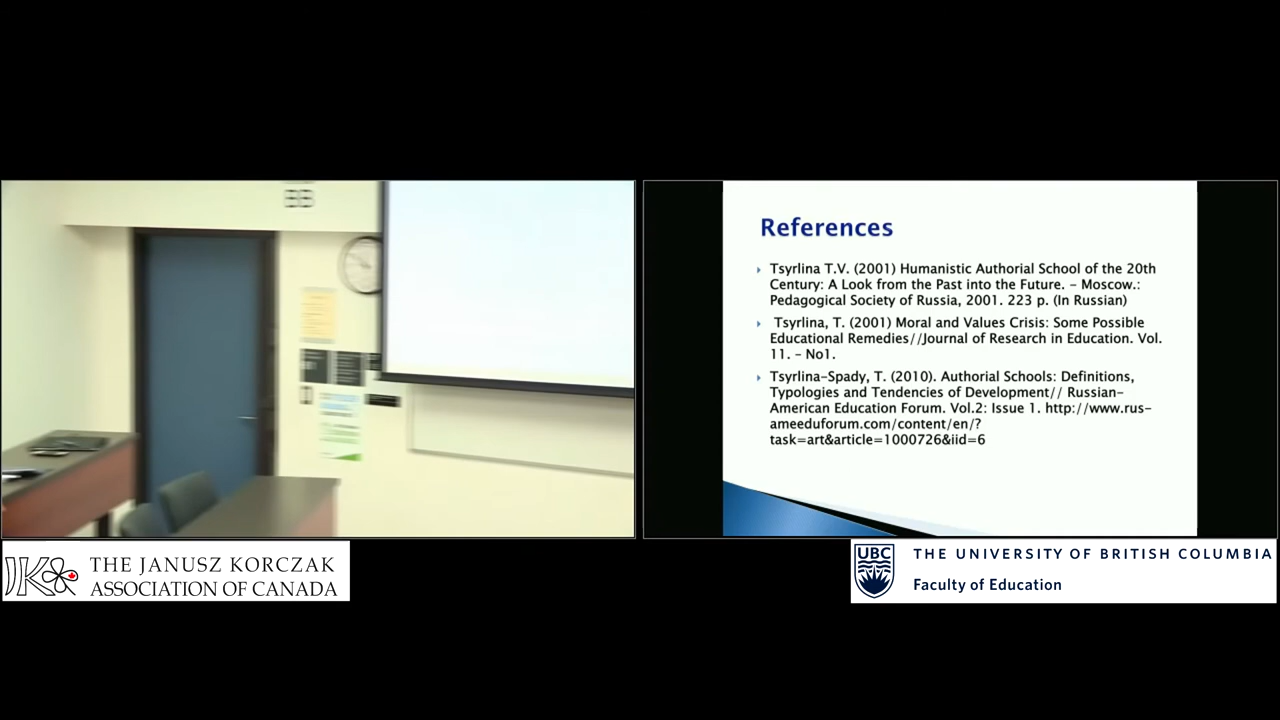 References
Tsyrlina T.V. (2001) Humanistic Authorial School of the 20th
Century: A Look from the Past into the Future. – Moscow.:
Pedagogical Society of Russia, 2001. 223 p. (In Russian)
Tsyrlina, T. (2001) Moral and Values Crisis: Some Possible
Educational Remedies//Journal of Research in Education. Vol.
11. – No1.
Tsyrlina-Spady, T. (2010). Authorial Schools: Definitions,
Typologies and Tendencies of Development// Russian-
American Education Forum. Vol.2: Issue 1. http://www.rus-
ameeduforum.com/content/en/?
task=art&article=1000726&iid=6
JK
THE JANUSZ KORCZAK
ASSOCIATION OF CANADA
UBC
THE UNIVERSITY OF BRITISH COLUMBIA
Faculty of Education